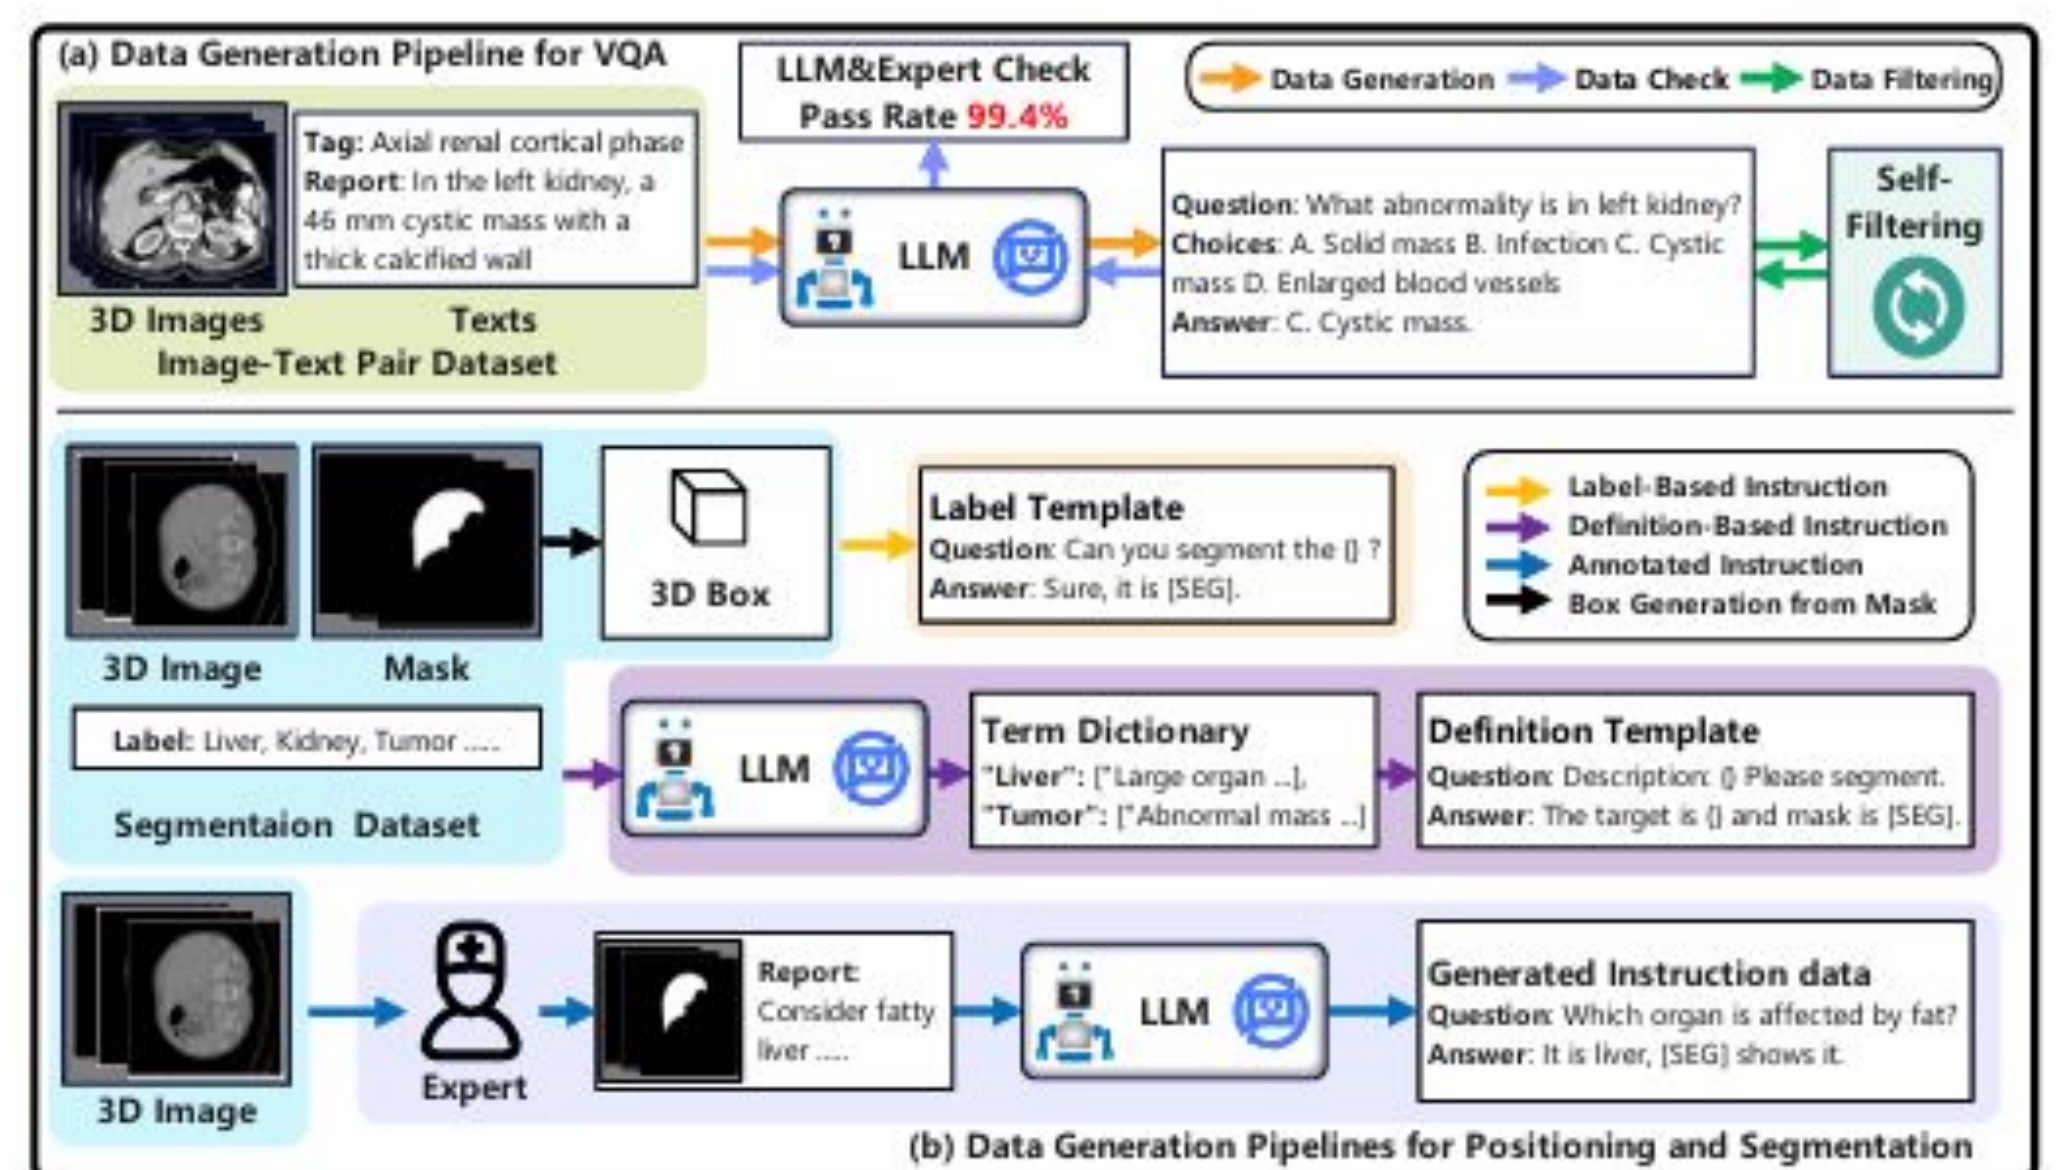 (a) Data Generation Pipeline for VQA
LLM&Expert Check
Pass Rate 99.4%
Data Generation
Data Check
Data Filtering
Tag: Axial renal cortical phase
Report: In the left kidney, a
46 mm cystic mass with a
thick calcified wall
3D Images
Texts
Image-Text Pair Dataset
LLM
Question: What abnormality is in left kidney?
Choices: A. Solid mass B. Infection C. Cystic
mass D. Enlarged blood vessels
Answer: C. Cystic mass.
Self-
Filtering
3D Box
Label Template
Question: Can you segment the {} ?
Answer: Sure, it is [SEG].
Label-Based Instruction
Definition-Based Instruction
Annotated Instruction
Box Generation from Mask
3D Image
Mask
Label: Liver, Kidney, Tumor .....
Segmentaion Dataset
LLM
Term Dictionary
"Liver": ["Large organ ...],
"Tumor": ["Abnormal mass ...]
Definition Template
Question: Description: {} Please segment.
Answer: The target is {} and mask is [SEG].
3D Image
Expert
Report:
Consider fatty
liver .....
LLM
Generated Instruction data
Question: Which organ is affected by fat?
Answer: It is liver, [SEG] shows it.
(b) Data Generation Pipelines for Positioning and Segmentation